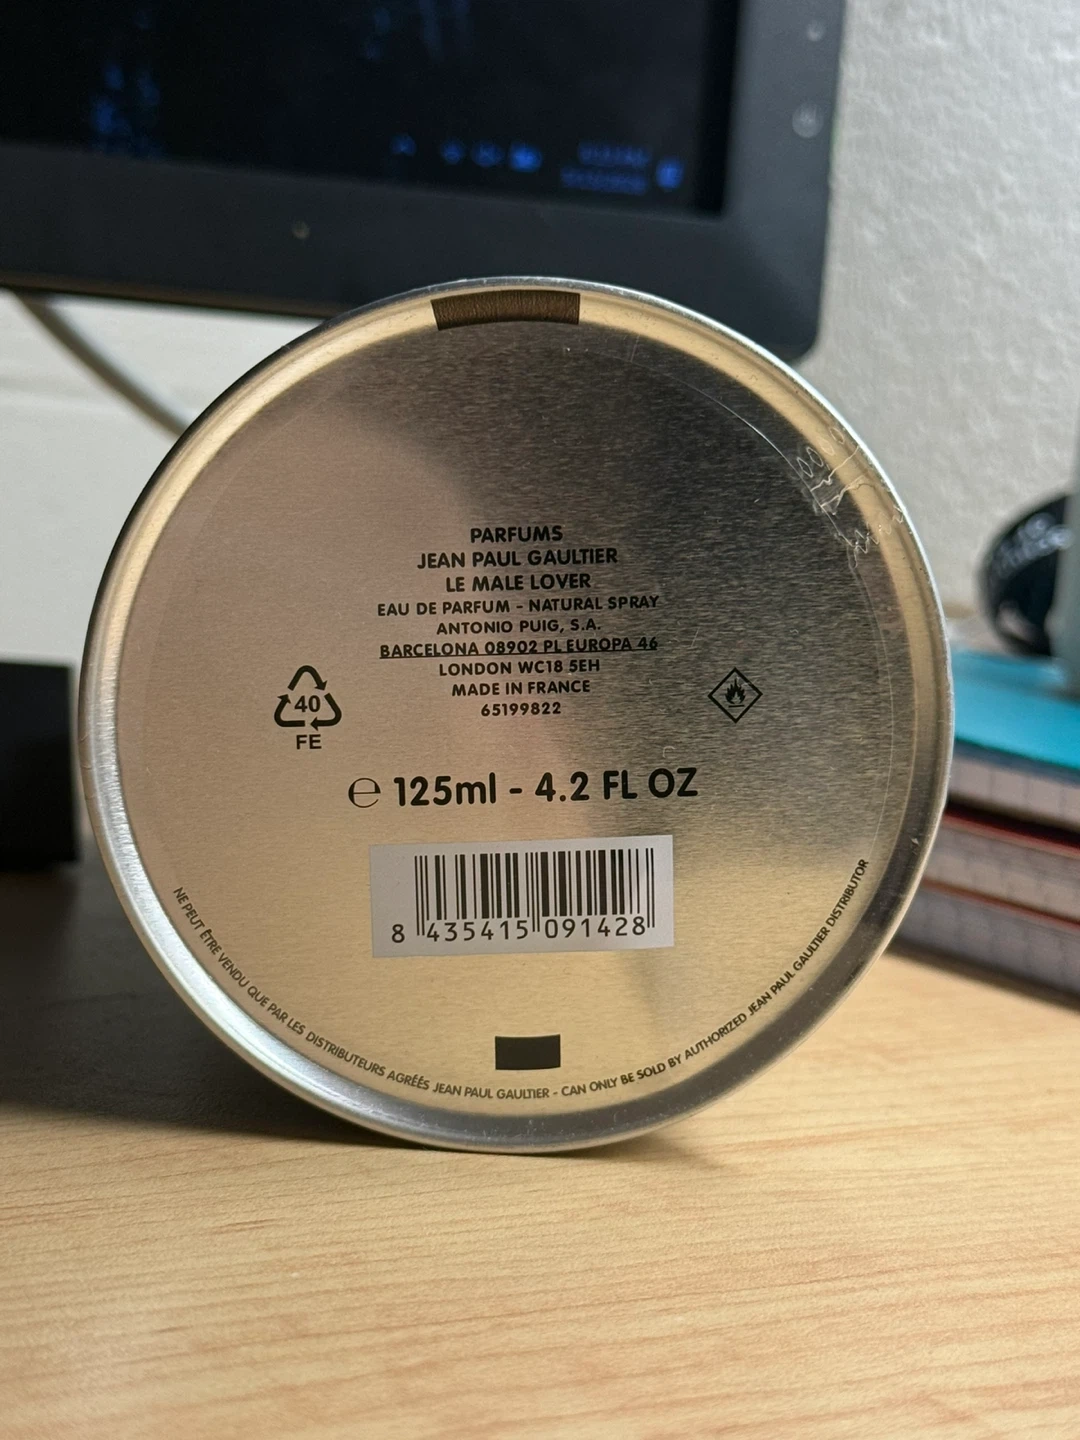 PARFUMS
JEAN PAUL GAULTIER
LE MALE LOVER
EAU DE PARFUM - NATURAL SPRAY
ANTONIO PUIG, S.A.
BARCELONA 08902 PL EUROPA 46
LONDON WC1B 5EH
MADE IN FRANCE
65199822
40
FE
℮ 125ml - 4.2 FL OZ
8 435415 091428
NE PEUT ÊTRE VENDU QUE PAR LES DISTRIBUTEURS AGRÉÉS JEAN PAUL GAULTIER - CAN ONLY BE SOLD BY AUTHORIZED JEAN PAUL GAULTIER DISTRIBUTOR